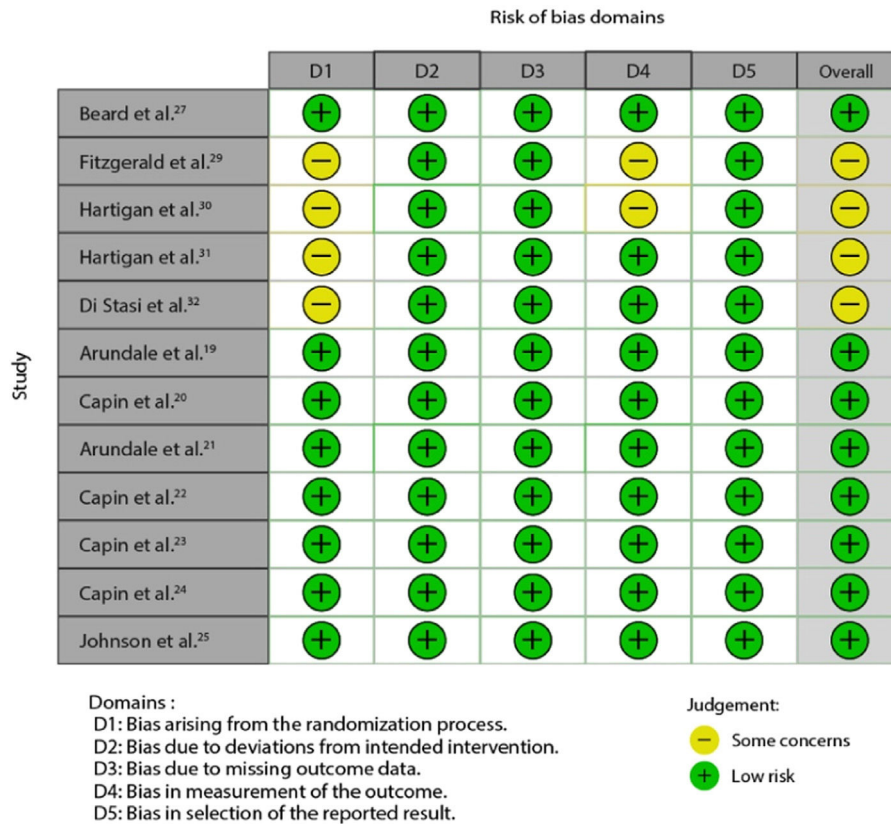 Risk of bias domains
D1 D2 D3 D4 D5 Overall
Study
Beard et al.²⁷ + + + + + +
Fitzgerald et al.²⁹ − + + − + −
Hartigan et al.³⁰ − + + − + −
Hartigan et al.³¹ − + + + + −
Di Stasi et al.³² − + + + + −
Arundale et al.¹⁹ + + + + + +
Capin et al.²⁰ + + + + + +
Arundale et al.²¹ + + + + + +
Capin et al.²² + + + + + +
Capin et al.²³ + + + + + +
Capin et al.²⁴ + + + + + +
Johnson et al.²⁵ + + + + + +
Domains :
D1: Bias arising from the randomization process.
D2: Bias due to deviations from intended intervention.
D3: Bias due to missing outcome data.
D4: Bias in measurement of the outcome.
D5: Bias in selection of the reported result.
Judgement:
− Some concerns
+ Low risk